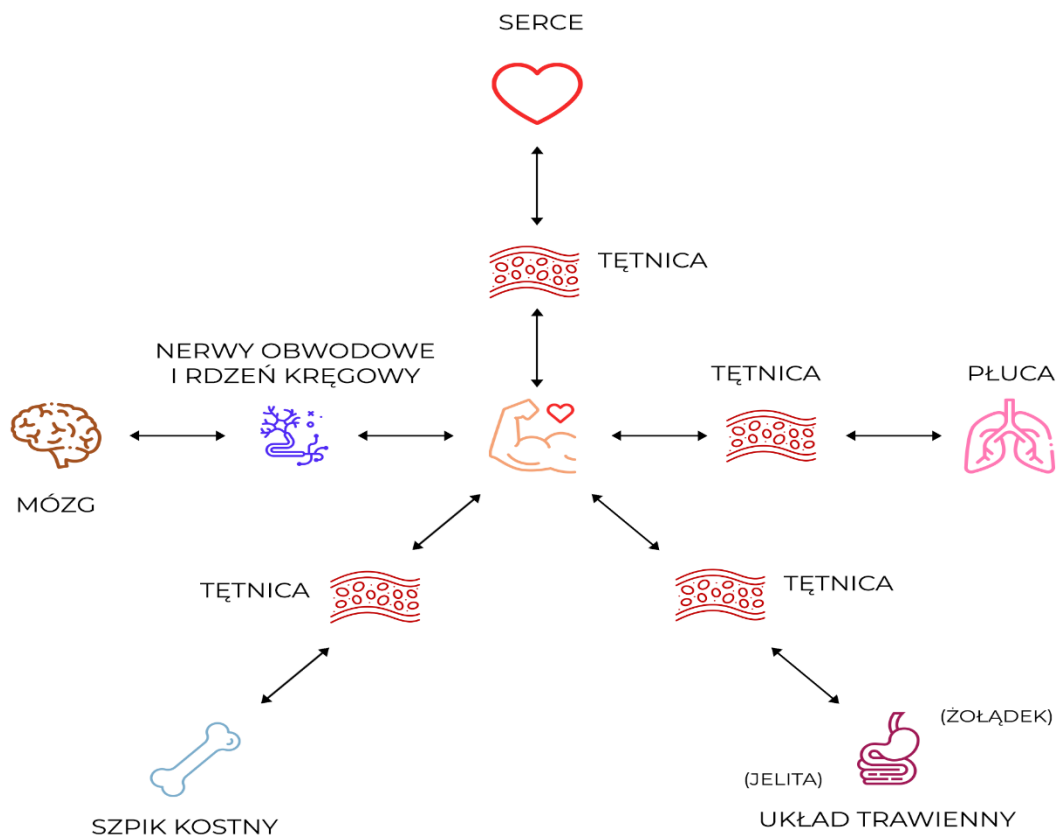 SERCE
TĘTNICA
NERWY OBWODOWE
I RDZEŃ KRĘGOWY
TĘTNICA
PŁUCA
MÓZG
TĘTNICA
TĘTNICA
(ŻOŁĄDEK)
(JELITA)
UKŁAD TRAWIENNY
SZPIK KOSTNY